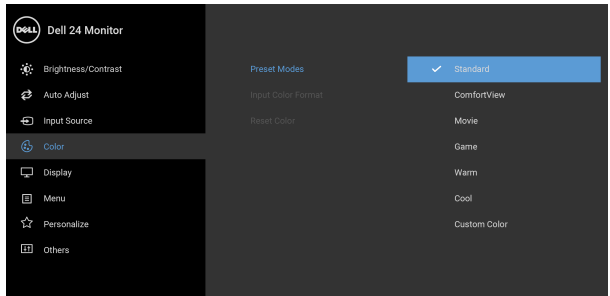 DELL Dell 24 Monitor
Brightness/Contrast
Auto Adjust
Input Source
Color
Display
Menu
Personalize
Others
Preset Modes
Input Color Format
Reset Color
Standard
ComfortView
Movie
Game
Warm
Cool
Custom Color